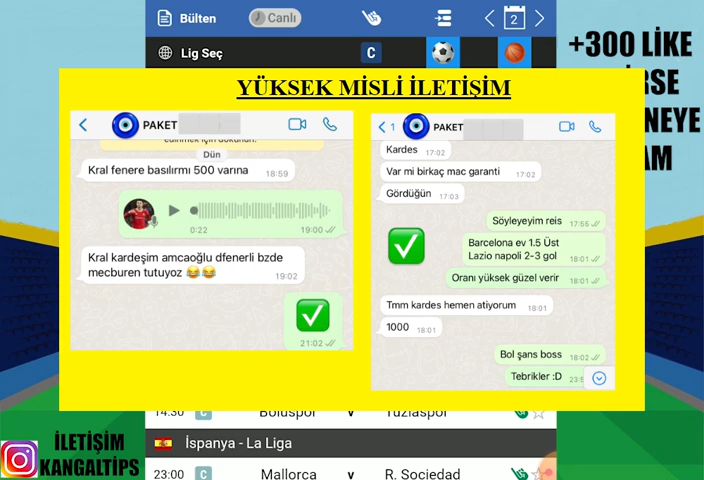 Bülten
Canlı
2
Lig Seç
C
+300 LİKE
RSE
NEYE
AM
YÜKSEK MİSLİ İLETİŞİM
PAKET
Dün
Kral fenere basılırmı 500 varına
18:59
0:22
19:00
Kral kardeşim amcaoğlu dfenerli bzde
mecburen tutuyoz 😂😂
19:02
21:02
1
PAKET
Kardes
17:02
Var mi birkaç mac garanti
17:02
Gördüğün
17:03
Söyleyeyim reis
17:55
Barcelona ev 1.5 Üst
Lazio napoli 2-3 gol
18:01
Oranı yüksek güzel verir
18:01
Tmm kardes hemen atiyorum
18:01
1000
18:01
Bol şans boss
18:02
Tebrikler :D
14:30
C
Boluspor
v
Tuzlaspor
İspanya - La Liga
23:00
C
Mallorca
v
R. Sociedad
İLETİŞİM
KANGALTIPS